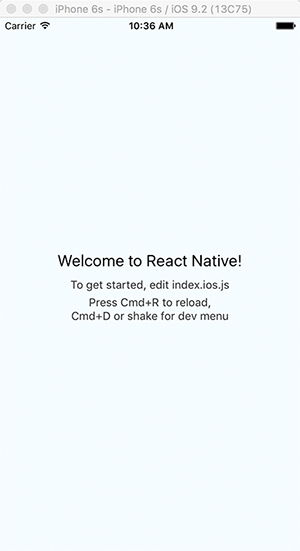 iPhone 6s - iPhone 6s / iOS 9.2 (13C75)
Carrier 10:36 AM
Welcome to React Native!
To get started, edit index.ios.js
Press Cmd+R to reload,
Cmd+D or shake for dev menu